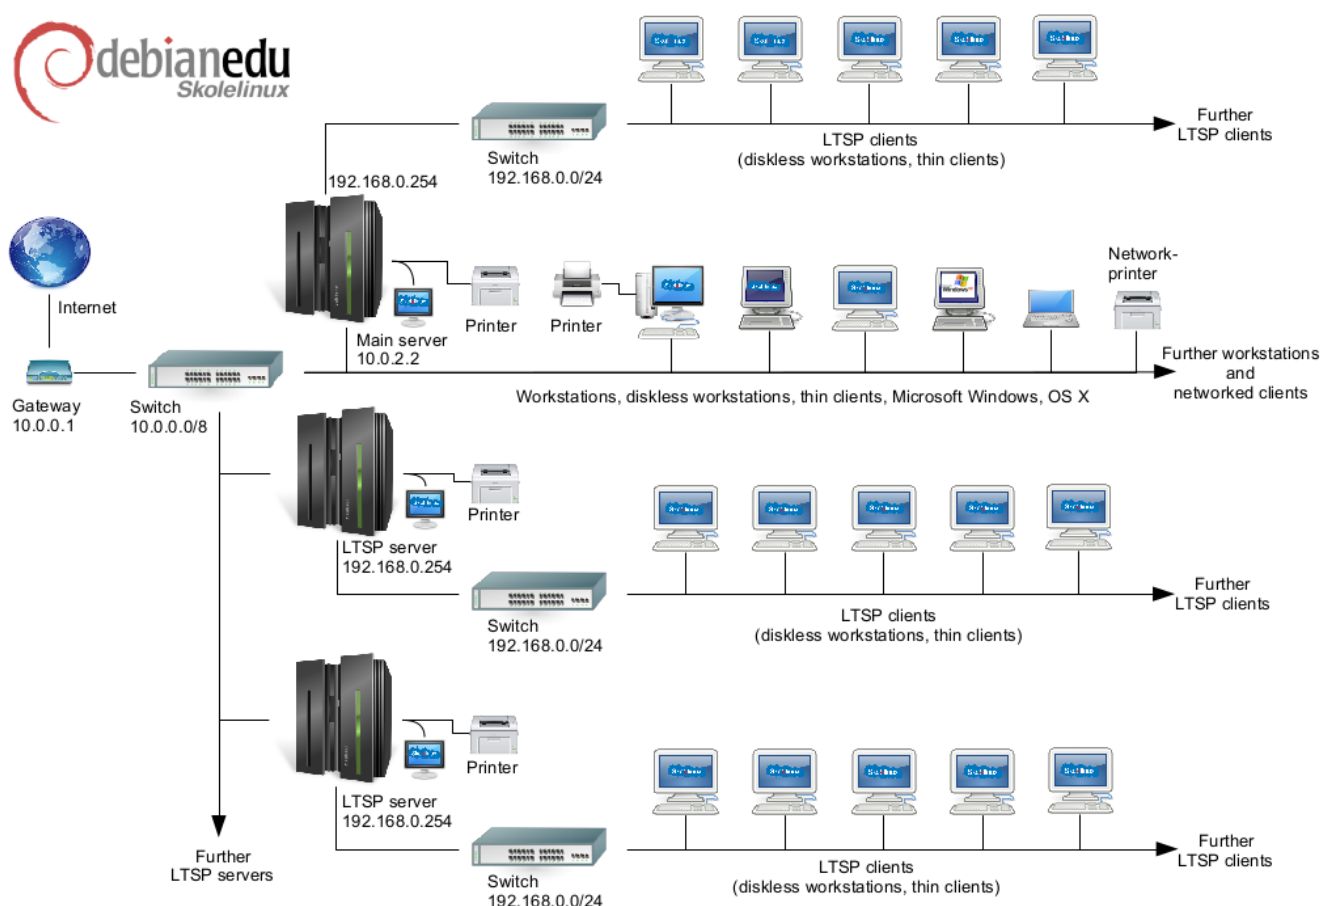 debianedu
Skolelinux
Further
LTSP clients
LTSP clients
(diskless workstations, thin clients)
Switch
192.168.0.0/24
192.168.0.254
Internet
Printer
Printer
Network-
printer
Windows
Main server
10.0.2.2
Further workstations
and
networked clients
Workstations, diskless workstations, thin clients, Microsoft Windows, OS X
Gateway
10.0.0.1
Switch
10.0.0.0/8
Printer
LTSP server
192.168.0.254
Switch
192.168.0.0/24
LTSP clients
(diskless workstations, thin clients)
Further
LTSP clients
Printer
LTSP server
192.168.0.254
Further
LTSP servers
Switch
192.168.0.0/24
LTSP clients
(diskless workstations, thin clients)
Further
LTSP clients